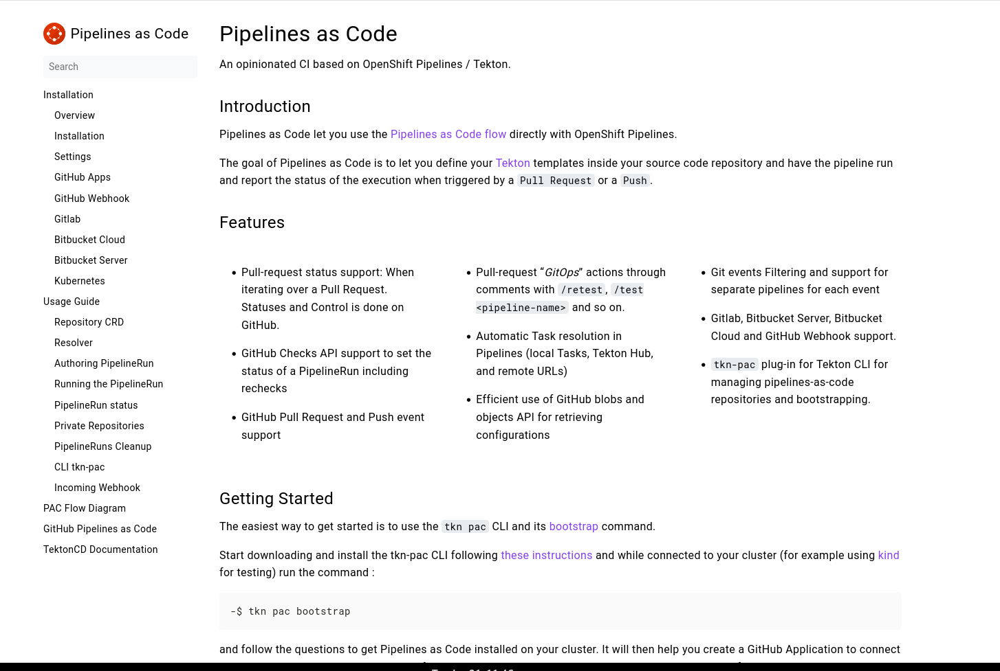 Pipelines as Code
Search
Installation
Overview
Installation
Settings
GitHub Apps
GitHub Webhook
Gitlab
Bitbucket Cloud
Bitbucket Server
Kubernetes
Usage Guide
Repository CRD
Resolver
Authoring PipelineRun
Running the PipelineRun
PipelineRun status
Private Repositories
PipelineRuns Cleanup
CLI tkn-pac
Incoming Webhook
PAC Flow Diagram
GitHub Pipelines as Code
TektonCD Documentation
Pipelines as Code
An opinionated CI based on OpenShift Pipelines / Tekton.
Introduction
Pipelines as Code let you use the Pipelines as Code flow directly with OpenShift Pipelines.
The goal of Pipelines as Code is to let you define your Tekton templates inside your source code repository and have the pipeline run
and report the status of the execution when triggered by a Pull Request or a Push.
Features
• Pull-request status support: When
iterating over a Pull Request.
Statuses and Control is done on
GitHub.
• GitHub Checks API support to set the
status of a PipelineRun including
rechecks
• GitHub Pull Request and Push event
support
• Pull-request “GitOps” actions through
comments with /retest, /test
<pipeline-name> and so on.
• Automatic Task resolution in
Pipelines (local Tasks, Tekton Hub,
and remote URLs)
• Efficient use of GitHub blobs and
objects API for retrieving
configurations
• Git events Filtering and support for
separate pipelines for each event
• Gitlab, Bitbucket Server, Bitbucket
Cloud and GitHub Webhook support.
• tkn-pac plug-in for Tekton CLI for
managing pipelines-as-code
repositories and bootstrapping.
Getting Started
The easiest way to get started is to use the tkn pac CLI and its bootstrap command.
Start downloading and install the tkn-pac CLI following these instructions and while connected to your cluster (for example using kind
for testing) run the command :
-$ tkn pac bootstrap
and follow the questions to get Pipelines as Code installed on your cluster. It will then help you create a GitHub Application to connect